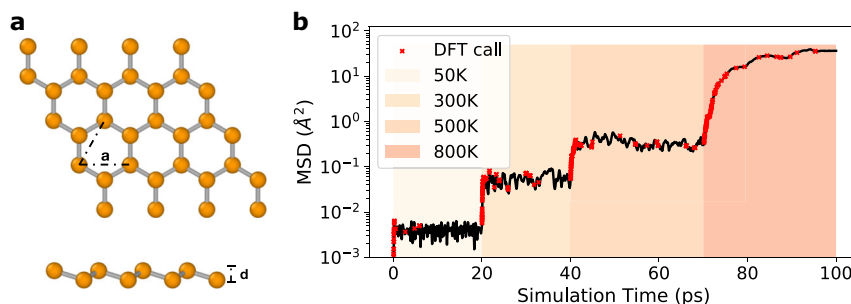 a
a
d
b
MSD (Å²)
10²
10¹
10⁰
10⁻¹
10⁻²
10⁻³
DFT call
50K
300K
500K
800K
0
20
40
60
80
100
Simulation Time (ps)